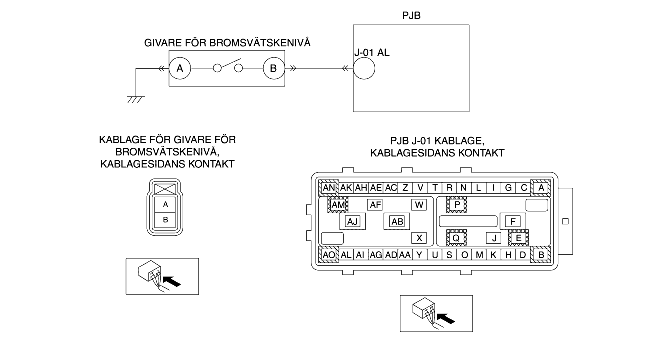 PJB
GIVARE FÖR BROMSVÄTSKENIVÅ
J-01 AL
A
B
KABLAGE FÖR GIVARE FÖR
BROMSVÄTSKENIVÅ,
KABLAGESIDANS KONTAKT
PJB J-01 KABLAGE,
KABLAGESIDANS KONTAKT
A
B
AN AK AH AE AC Z V T R N L I G C A
AM AF W P
AJ AB F
X Q J E
AO AL AI AG AD AA Y U S O M K H D B